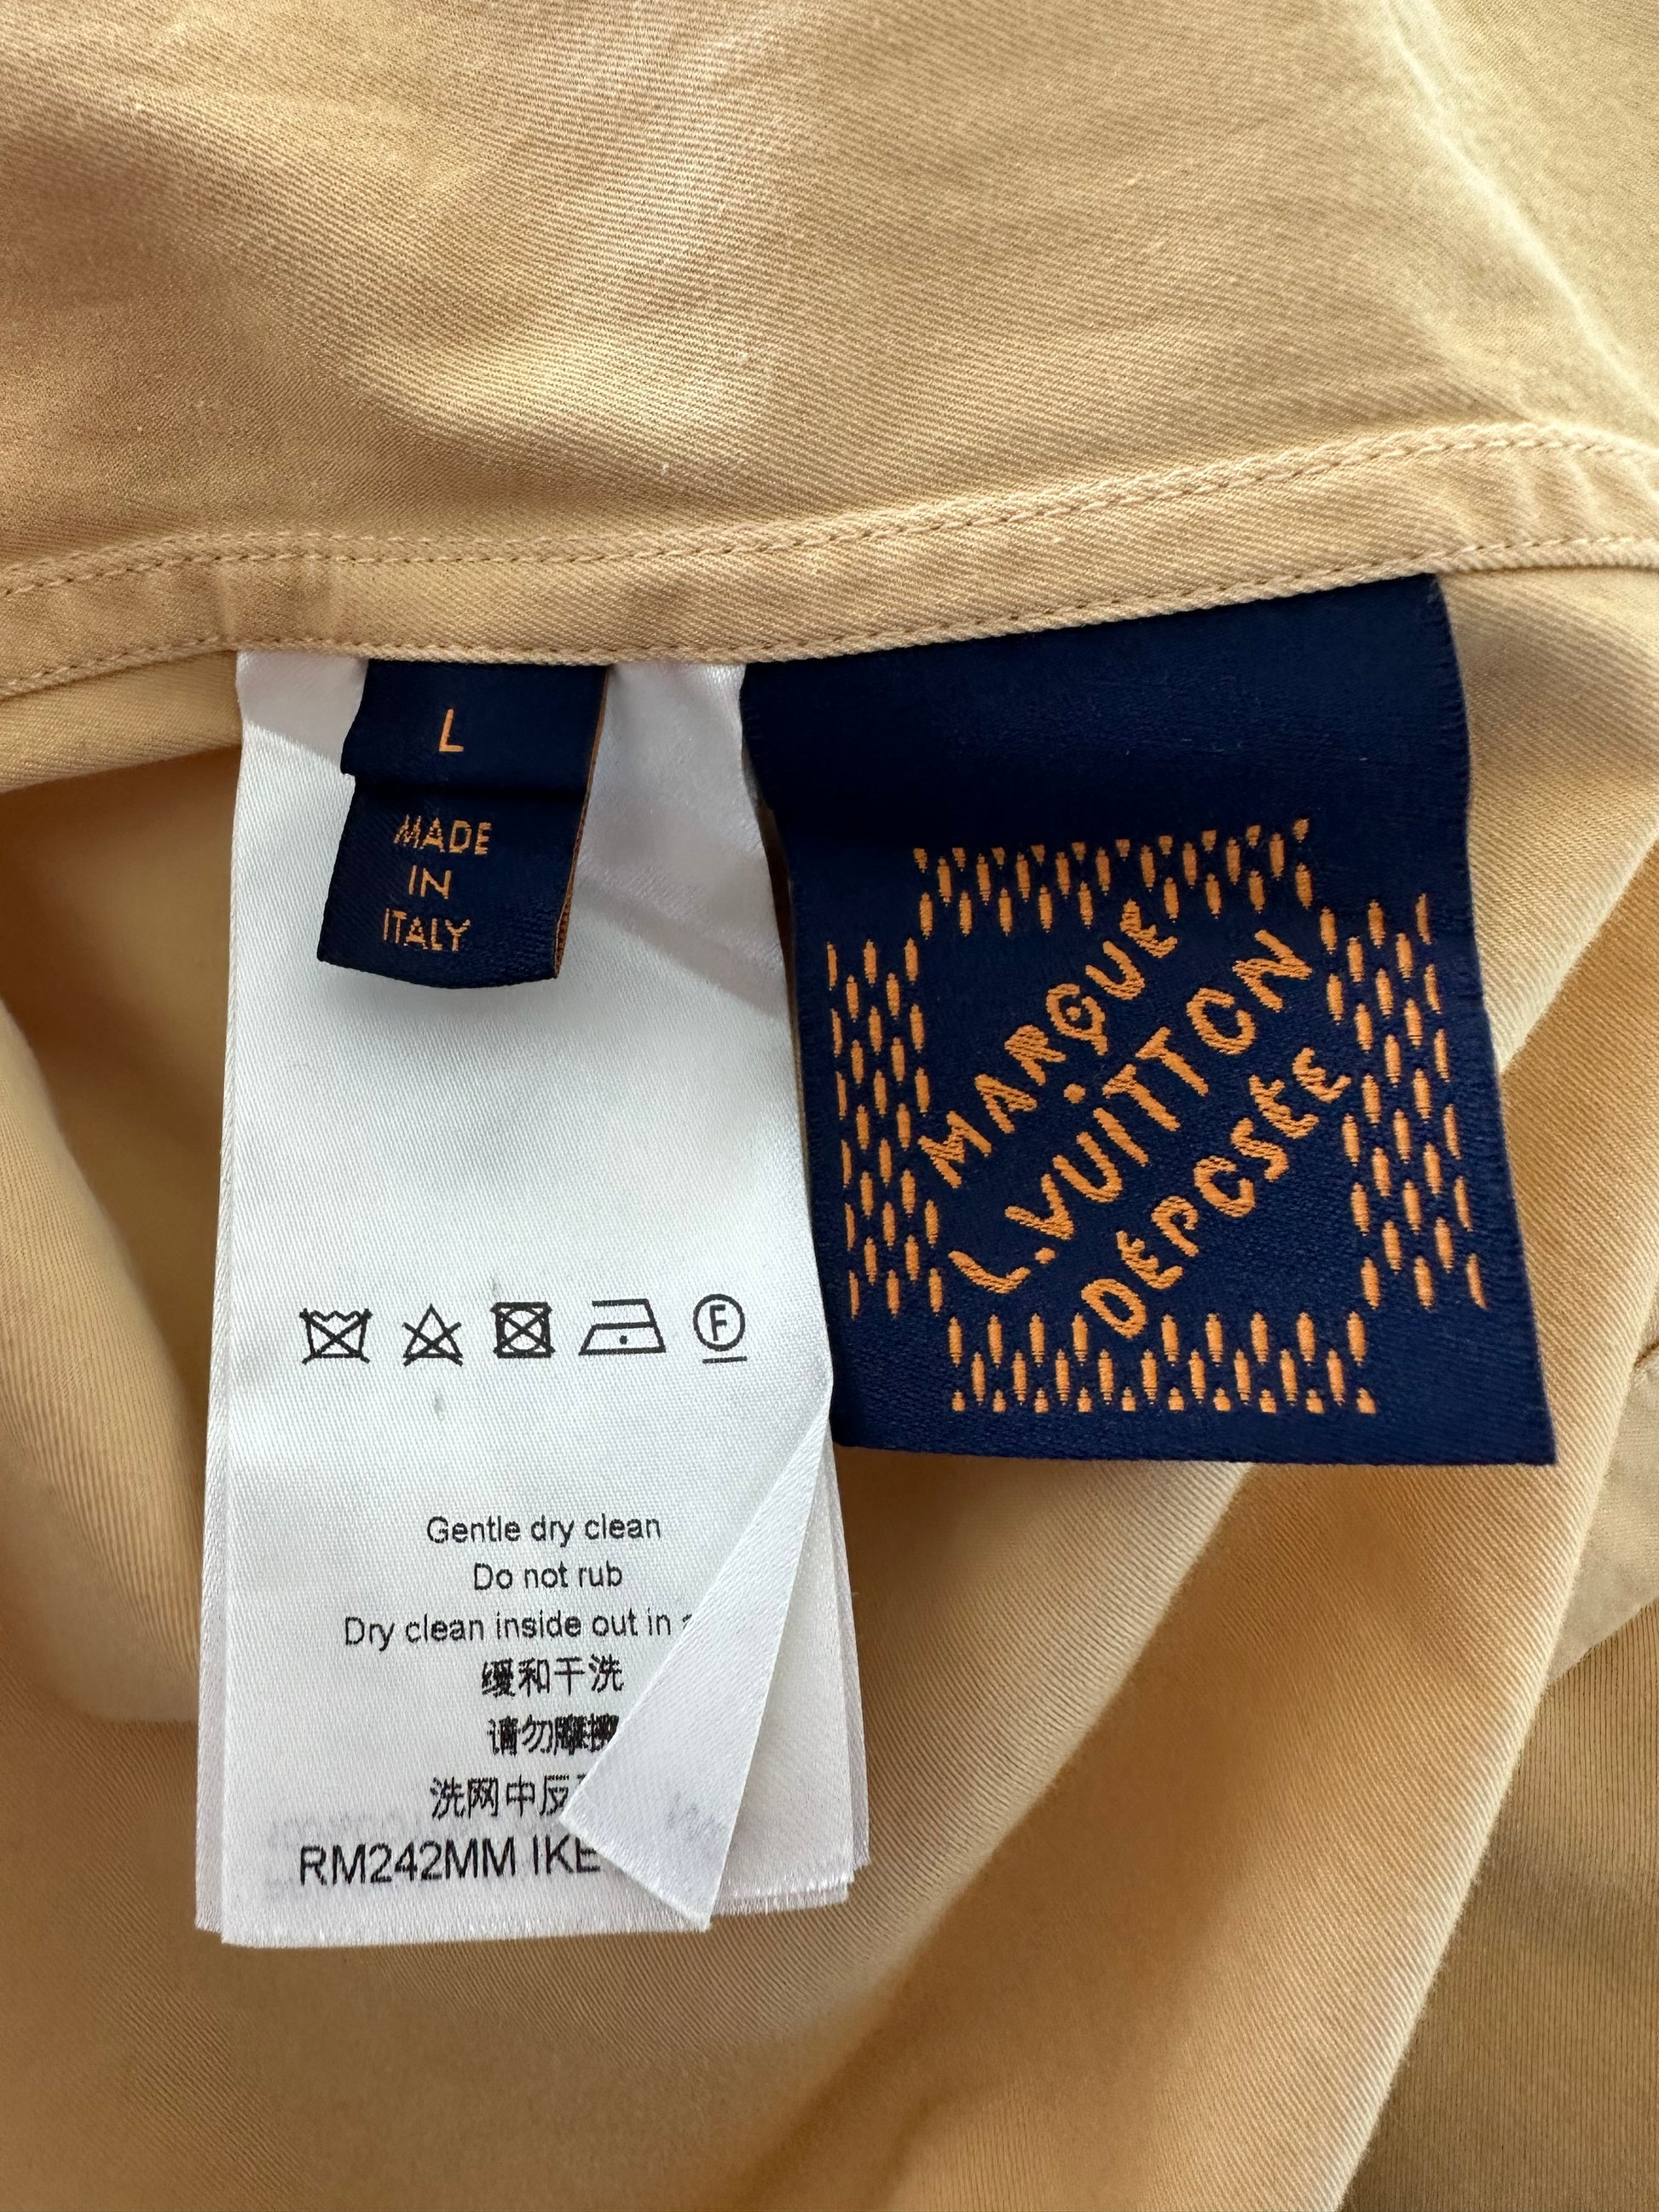 L
MADE
IN
ITALY
MARQUE
L.VUITTON
DÉPOSÉE
F
Gentle dry clean
Do not rub
Dry clean inside out in
缓和干洗
请勿摩擦
洗网中反
RM242MM IKE